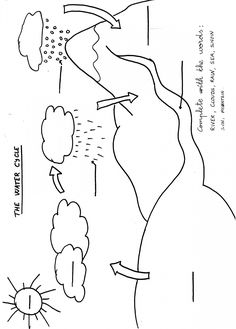 THE WATER CYCLE
Complete with the words:
RIVER, CLOUDS, RAIN, SEA, SNOW
SUN, MOUNTAIN